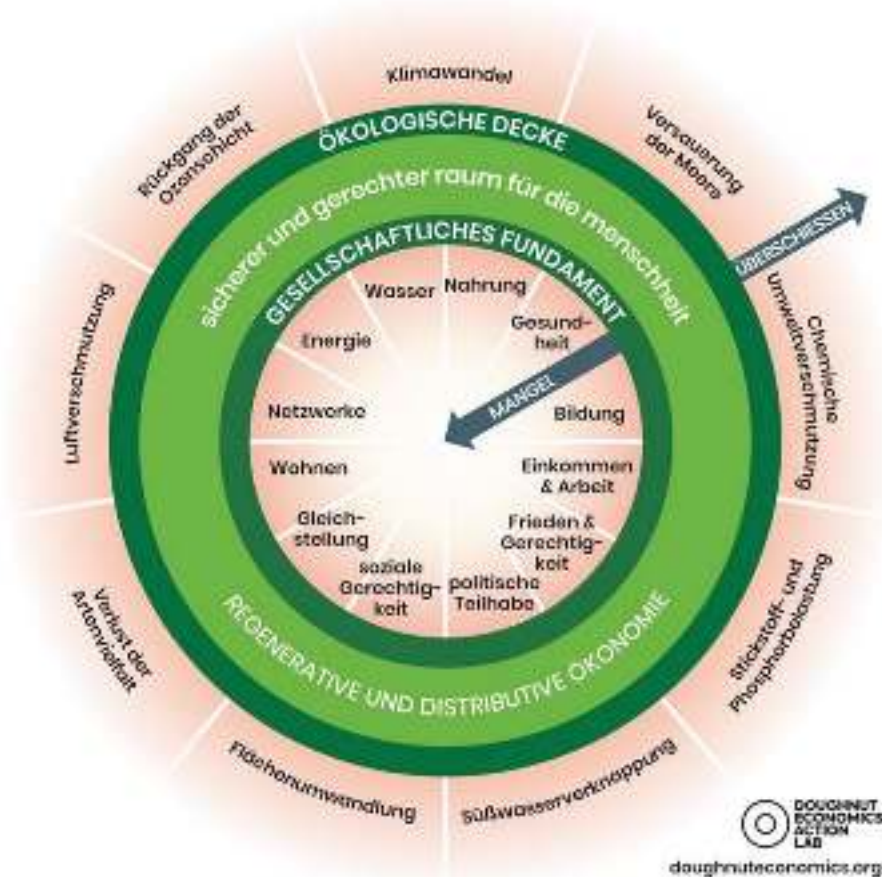 Klimawandel
Versauerung
der Meere
Chemische
umweltverschmutzung
Stickstoff- und
Phosphorbelastung
Süßwasserverknappung
Flächenumwandlung
Verlust der
Artenvielfalt
Luftverschmutzung
Rückgang der
Ozonschicht
ÖKOLOGISCHE DECKE
sicherer und gerechter raum für die menschheit
GESELLSCHAFTLICHES FUNDAMENT
ÜBERSCHIESSEN
MANGEL
Wasser
Nahrung
Gesund-
heit
Bildung
Einkommen
& Arbeit
Frieden &
Gerechtig-
keit
politische
Teilhabe
soziale
Gerechtig-
keit
Gleich-
stellung
Wohnen
Netzwerke
Energie
REGENERATIVE UND DISTRIBUTIVE ÖKONOMIE
DOUGHNUT
ECONOMICS
ACTION
LAB
doughnuteconomics.org